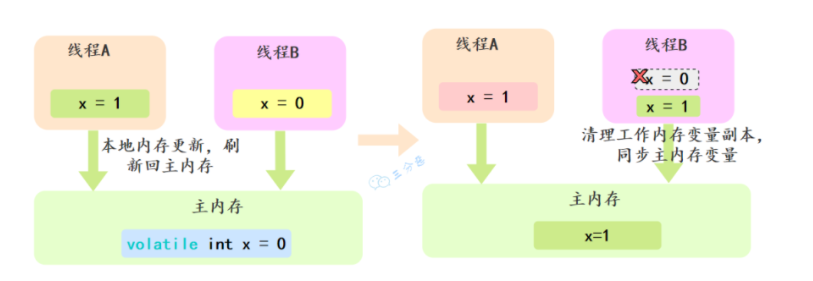 线程A
x = 1
线程B
x = 0
本地内存更新，刷
新回主内存
主内存
volatile int x = 0
三分恶
线程A
x = 1
线程B
x = 0
x = 1
清理工作内存变量副本，
同步主内存变量
主内存
x=1